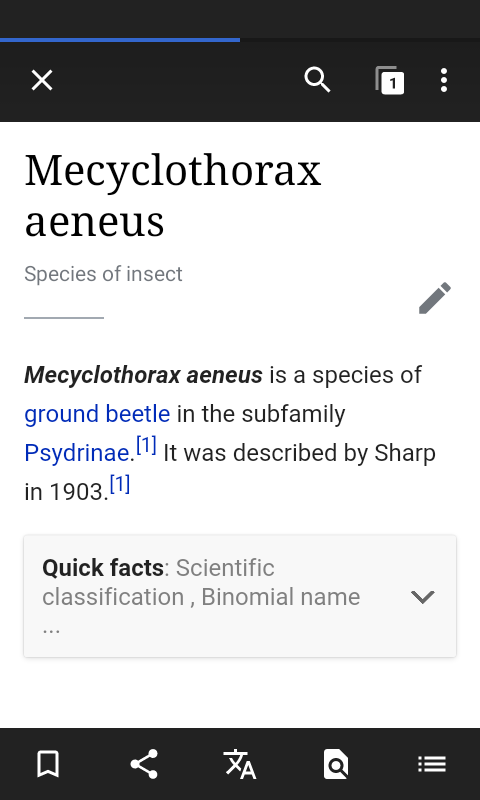 1
Mecyclothorax
aeneus
Species of insect
Mecyclothorax aeneus is a species of
ground beetle in the subfamily
Psydrinae.[1] It was described by Sharp
in 1903.[1]
Quick facts: Scientific
classification , Binomial name
...